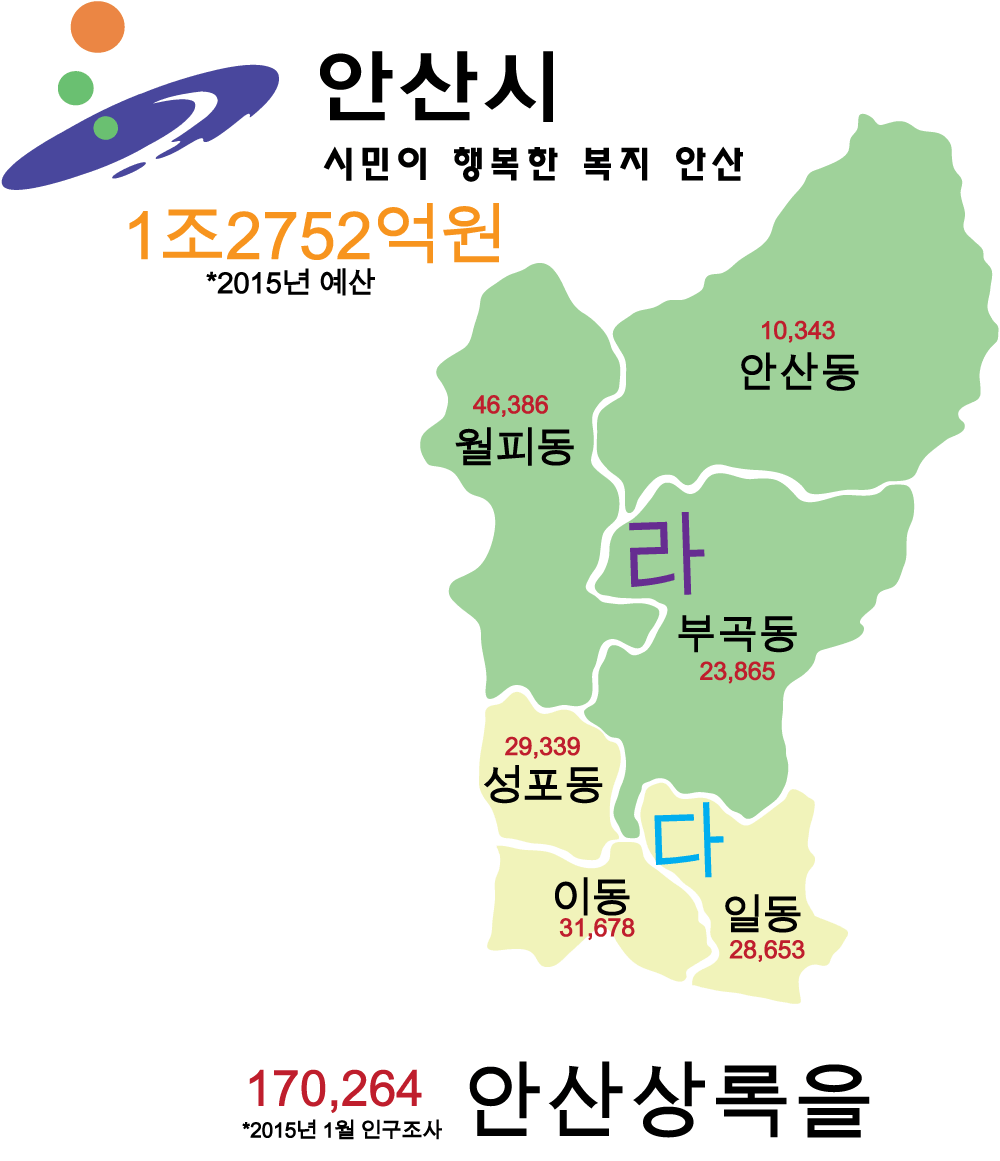 안산시
시민이 행복한 복지 안산
1조2752억원
*2015년 예산
10,343
안산동
46,386
월피동
라
부곡동
23,865
29,339
성포동
다
이동
31,678
일동
28,653
170,264
*2015년 1월 인구조사
안산상록을